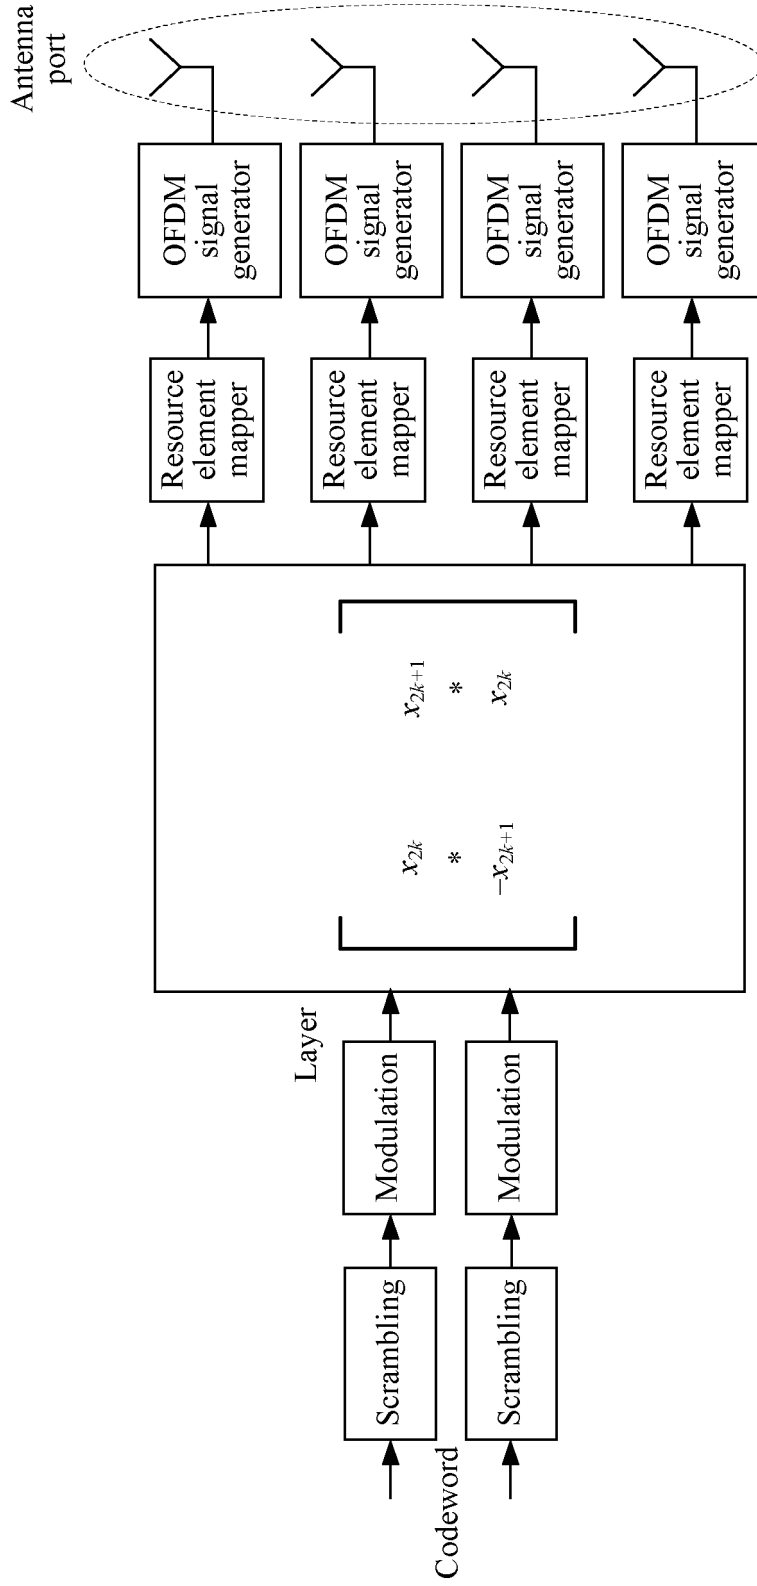 Codeword
Scrambling
Scrambling
Modulation
Modulation
Layer
x2k x2k+1
* *
−x2k+1 x2k
Resource
element
mapper
Resource
element
mapper
Resource
element
mapper
Resource
element
mapper
OFDM
signal
generator
OFDM
signal
generator
OFDM
signal
generator
OFDM
signal
generator
Antenna
port